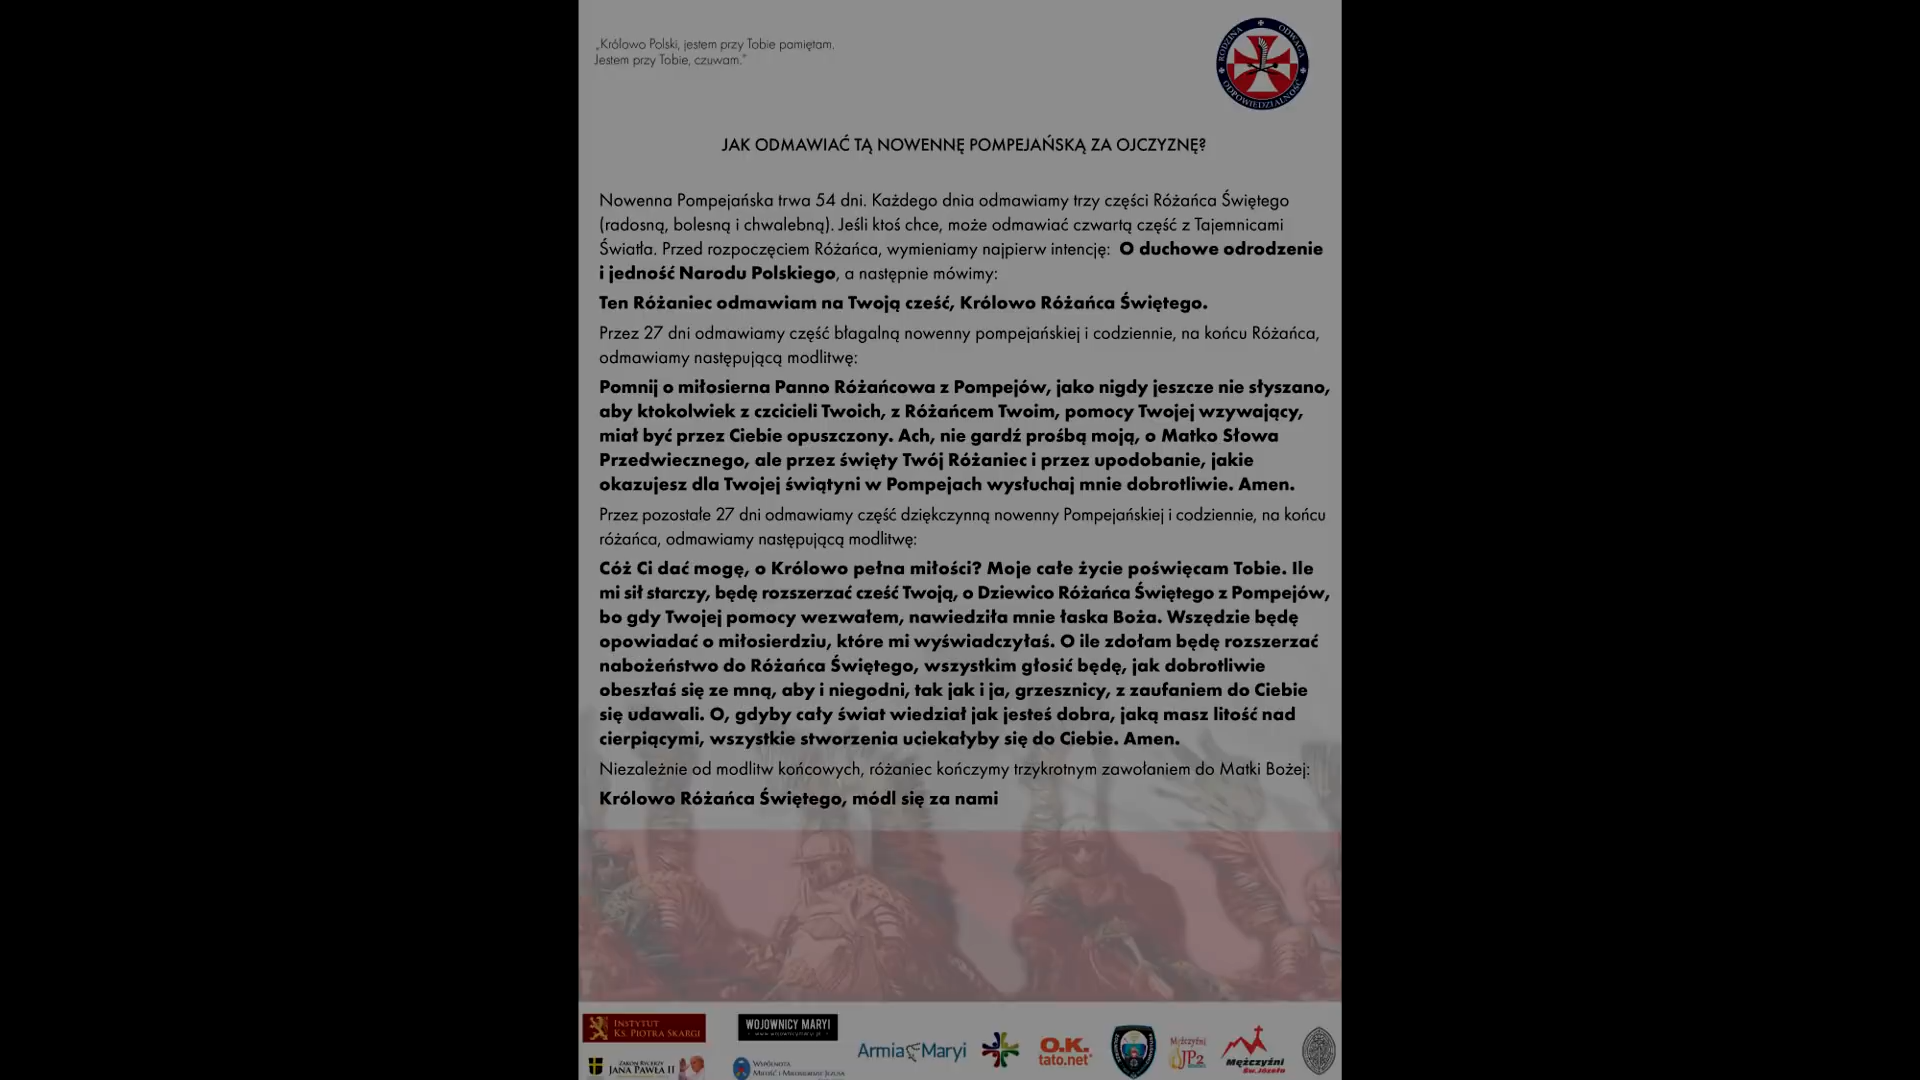 „Królowo Polski, jestem przy Tobie pamiętam.
Jestem przy Tobie, czuwam."
RODZINA ODWAGA ODPOWIEDZIALNOŚĆ
JAK ODMAWIAĆ TĄ NOWENNĘ POMPEJAŃSKĄ ZA OJCZYZNĘ?
Nowenna Pompejańska trwa 54 dni. Każdego dnia odmawiamy trzy części Różańca Świętego
(radosną, bolesną i chwalebną). Jeśli ktoś chce, może odmawiać czwartą część z Tajemnicami
Światła. Przed rozpoczęciem Różańca, wymieniamy najpierw intencję: O duchowe odrodzenie
i jedność Narodu Polskiego, a następnie mówimy:
Ten Różaniec odmawiam na Twoją cześć, Królowo Różańca Świętego.
Przez 27 dni odmawiamy część błagalną nowenny pompejańskiej i codziennie, na końcu Różańca,
odmawiamy następującą modlitwę:
Pomnij o miłosierna Panno Różańcowa z Pompejów, jako nigdy jeszcze nie słyszano,
aby ktokolwiek z czcicieli Twoich, z Różańcem Twoim, pomocy Twojej wzywający,
miał być przez Ciebie opuszczony. Ach, nie gardź prośbą moją, o Matko Słowa
Przedwiecznego, ale przez święty Twój Różaniec i przez upodobanie, jakie
okazujesz dla Twojej świątyni w Pompejach wysłuchaj mnie dobrotliwie. Amen.
Przez pozostałe 27 dni odmawiamy część dziękczynną nowenny Pompejańskiej i codziennie, na końcu
różańca, odmawiamy następującą modlitwę:
Cóż Ci dać mogę, o Królowo pełna miłości? Moje całe życie poświęcam Tobie. Ile
mi sił starczy, będę rozszerzać cześć Twoją, o Dziewico Różańca Świętego z Pompejów,
bo gdy Twojej pomocy wezwałem, nawiedziła mnie łaska Boża. Wszędzie będę
opowiadać o miłosierdziu, które mi wyświadczyłaś. O ile zdołam będę rozszerzać
nabożeństwo do Różańca Świętego, wszystkim głosić będę, jak dobrotliwie
obeszłaś się ze mną, aby i niegodni, tak jak i ja, grzesznicy, z zaufaniem do Ciebie
się udawali. O, gdyby cały świat wiedział jak jesteś dobra, jaką masz litość nad
cierpiącymi, wszystkie stworzenia uciekałyby się do Ciebie. Amen.
Niezależnie od modlitw końcowych, różaniec kończymy trzykrotnym zawołaniem do Matki Bożej:
Królowo Różańca Świętego, módl się za nami
INSTYTUT
KS. PIOTRA SKARGI
WOJOWNICY MARYI
www.wojownicymaryi.pl
ZAKON RYCERZY
JANA PAWŁA II
WSPÓLNOTA
MIŁOŚĆ I MIŁOSIERDZIE JEZUSA
Armia Maryi
O.K.
tato.net
Mężczyźni
JP2
Mężczyźni
Św. Józefa